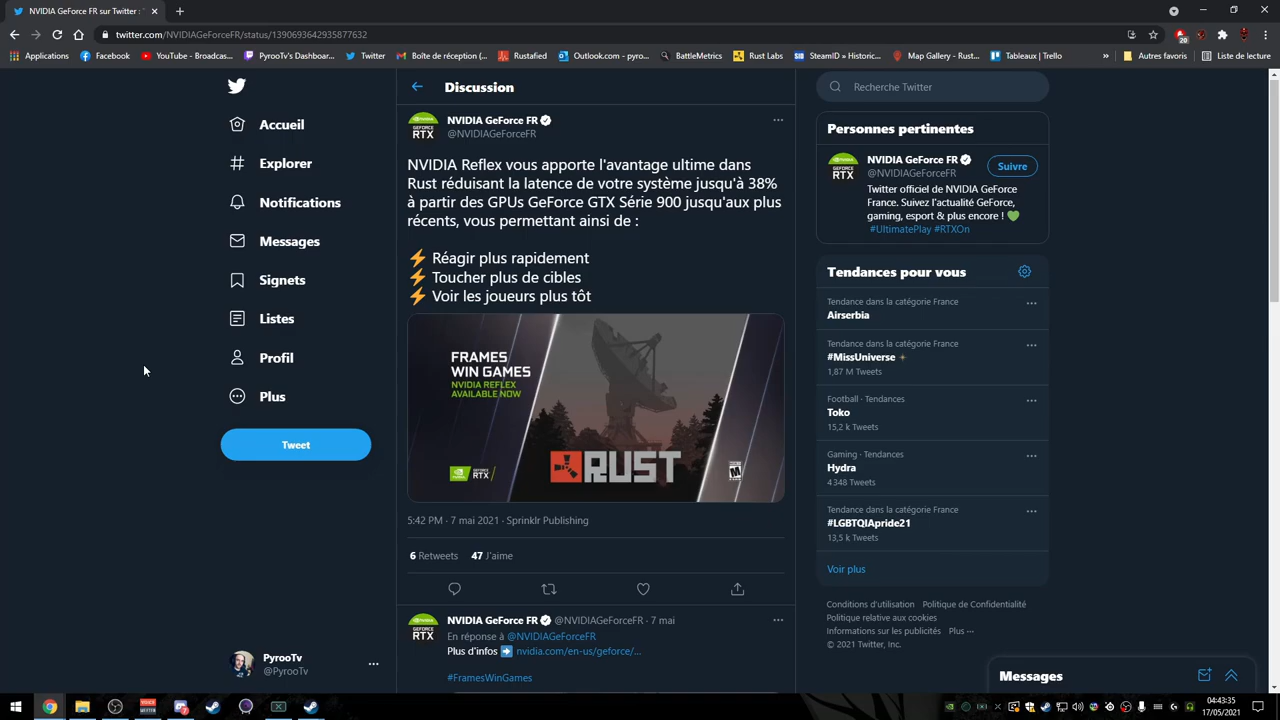 NVIDIA GeForce FR sur Twitter : "
twitter.com/NVIDIAGeForceFR/status/1390693642935877632
20
Applications
Facebook
YouTube - Broadcas...
PyrooTv's Dashboar...
Twitter
Boîte de réception (...
Rustafied
Outlook.com - pyro...
BattleMetrics
Rust Labs
SteamID » Historic...
Map Gallery - Rust...
Tableaux | Trello
»
Autres favoris
Liste de lecture
Accueil
Explorer
Notifications
Messages
Signets
Listes
Profil
Plus
Tweet
PyrooTv
@PyrooTv
Discussion
NVIDIA GeForce FR
@NVIDIAGeForceFR
NVIDIA Reflex vous apporte l'avantage ultime dans
Rust réduisant la latence de votre système jusqu'à 38%
à partir des GPUs GeForce GTX Série 900 jusqu'aux plus
récents, vous permettant ainsi de :
⚡ Réagir plus rapidement
⚡ Toucher plus de cibles
⚡ Voir les joueurs plus tôt
FRAMES
WIN GAMES
NVIDIA REFLEX
AVAILABLE NOW
GEFORCE
RTX
RUST
M
5:42 PM · 7 mai 2021 · Sprinklr Publishing
6 Retweets 47 J'aime
NVIDIA GeForce FR @NVIDIAGeForceFR · 7 mai
En réponse à @NVIDIAGeForceFR
Plus d'infos ➡ nvidia.com/en-us/geforce/...
#FramesWinGames
Recherche Twitter
Personnes pertinentes
NVIDIA GeForce FR
@NVIDIAGeForceFR
Suivre
Twitter officiel de NVIDIA GeForce
France. Suivez l'actualité GeForce,
gaming, esport & plus encore ! 💚
#UltimatePlay #RTXOn
Tendances pour vous
Tendance dans la catégorie France
Airserbia
Tendance dans la catégorie France
#MissUniverse
1,87 M Tweets
Football · Tendances
Toko
15,2 k Tweets
Gaming · Tendances
Hydra
4 348 Tweets
Tendance dans la catégorie France
#LGBTQIApride21
13,5 k Tweets
Voir plus
Conditions d'utilisation Politique de Confidentialité
Politique relative aux cookies
Informations sur les publicités Plus ···
© 2021 Twitter, Inc.
Messages
04:43:35
17/05/2021